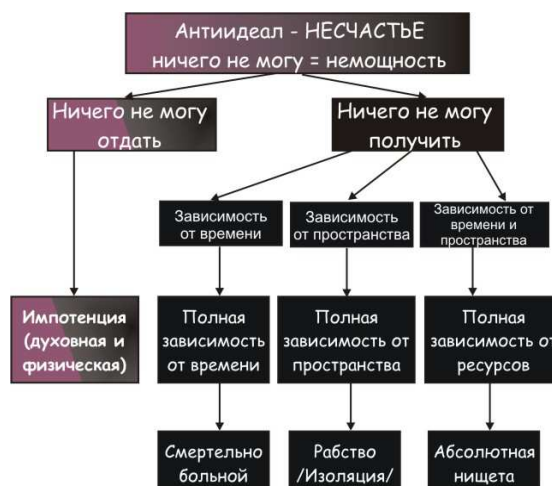 Антиидеал - НЕСЧАСТЬЕ
ничего не могу = немощность
Ничего не могу
отдать
Ничего не могу
получить
Зависимость
от времени
Зависимость
от пространства
Зависимость от
времени и
пространства
Импотенция
(духовная и
физическая)
Полная
зависимость
от времени
Полная
зависимость от
пространства
Полная
зависимость от
ресурсов
Смертельно
больной
Рабство
/Изоляция/
Абсолютная
нищета